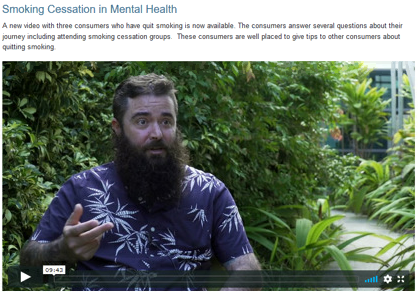 Smoking Cessation in Mental Health
A new video with three consumers who have quit smoking is now available. The consumers answer several questions about their
journey including attending smoking cessation groups.  These consumers are well placed to give tips to other consumers about
quitting smoking.
09:43